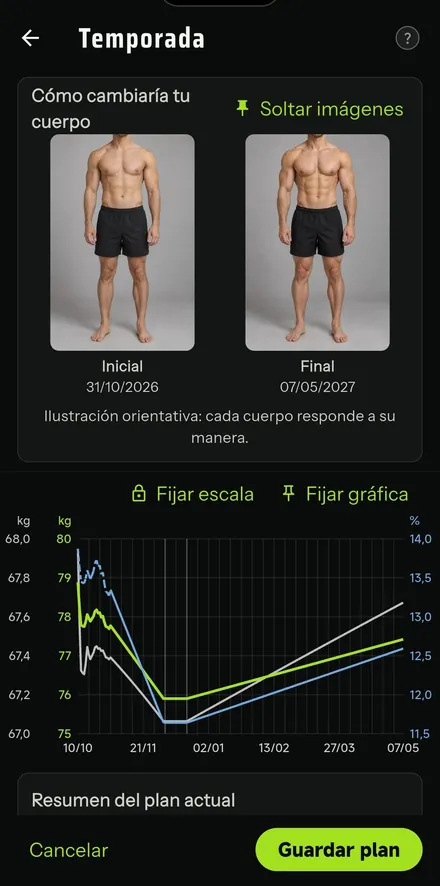 Temporada
?
Cómo cambiaría tu
cuerpo
Soltar imágenes
Inicial
31/10/2026
Final
07/05/2027
Ilustración orientativa: cada cuerpo responde a su
manera.
Fijar escala
Fijar gráfica
kg kg %
68,0 80 14,0
67,8 79 13,5
67,6 78 13,0
67,4 77 12,5
67,2 76 12,0
67,0 75 11,5
10/10 21/11 02/01 13/02 27/03 07/05
Resumen del plan actual
Cancelar
Guardar plan